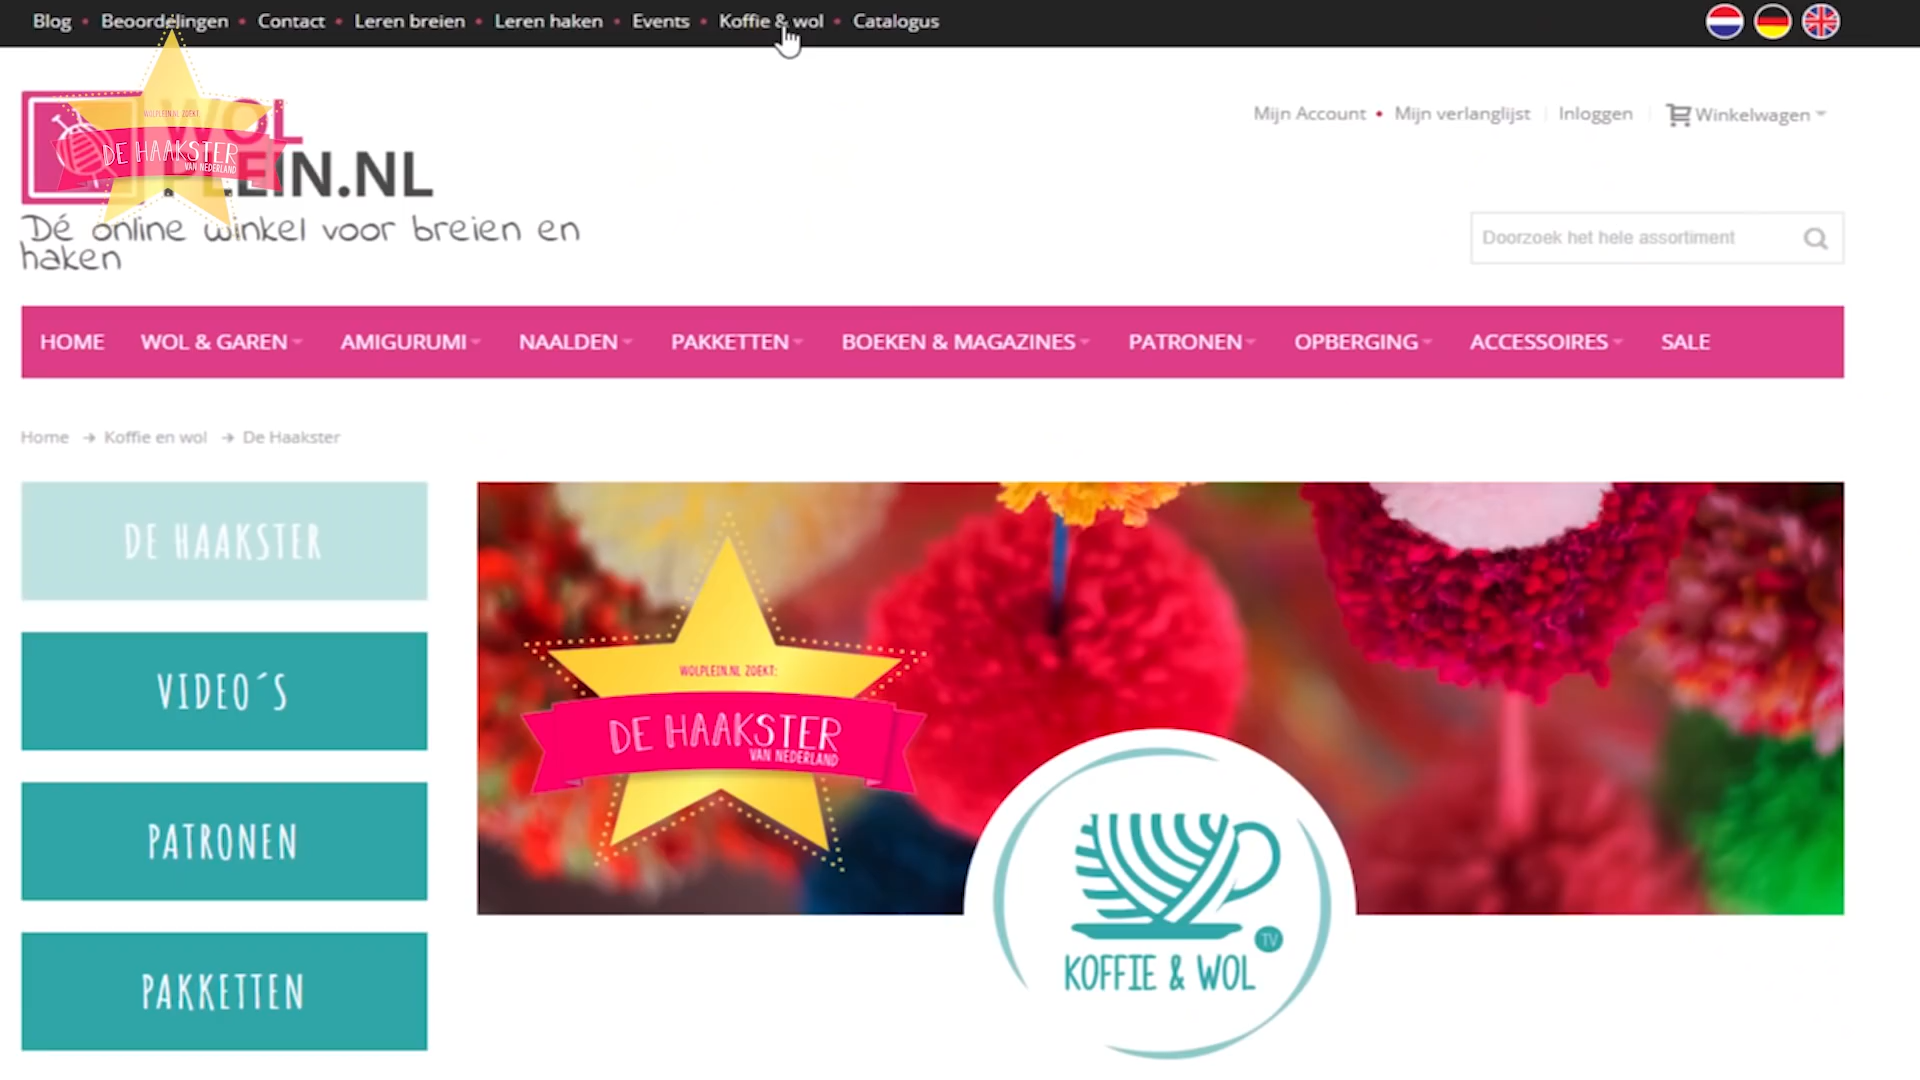 Blog • Beoordelingen • Contact • Leren breien • Leren haken • Events • Koffie & wol • Catalogus
WOLPLEIN.NL ZOEKT:
DE HAAKSTER
VAN NEDERLAND
WOL
PLEIN.NL
Dé online winkel voor breien en
haken
Mijn Account • Mijn verlanglijst Inloggen Winkelwagen
Doorzoek het hele assortiment
HOME WOL & GAREN AMIGURUMI NAALDEN PAKKETTEN BOEKEN & MAGAZINES PATRONEN OPBERGING ACCESSOIRES SALE
Home → Koffie en wol → De Haakster
DE HAAKSTER
VIDEO´S
PATRONEN
PAKKETTEN
WOLPLEIN.NL ZOEKT:
DE HAAKSTER
VAN NEDERLAND
TV
KOFFIE & WOL